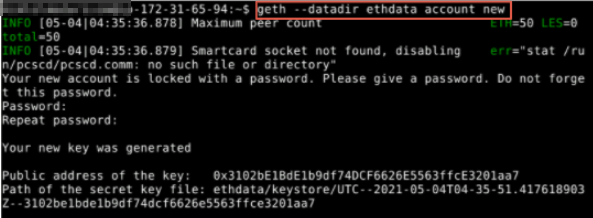 -172-31-65-94:~$ geth --datadir ethdata account new
INFO [05-04|04:35:36.878] Maximum peer count ETH=50 LES=0
total=50
INFO [05-04|04:35:36.879] Smartcard socket not found, disabling err="stat /ru
n/pcscd/pcscd.comm: no such file or directory"
Your new account is locked with a password. Please give a password. Do not forge
t this password.
Password:
Repeat password:
Your new key was generated
Public address of the key: 0x3102bE1BdE1b9df74DCF6626E5563ffcE3201aa7
Path of the secret key file: ethdata/keystore/UTC--2021-05-04T04-35-51.417618903
Z--3102be1bde1b9df74dcf6626e5563ffce3201aa7